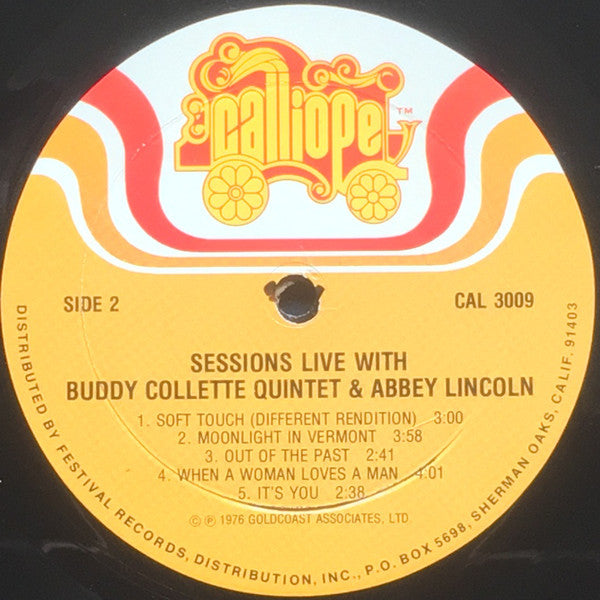 calliope™
SIDE 2
CAL 3009
SESSIONS LIVE WITH
BUDDY COLLETTE QUINTET & ABBEY LINCOLN
1. SOFT TOUCH (DIFFERENT RENDITION) 3:00
2. MOONLIGHT IN VERMONT 3:58
3. OUT OF THE PAST 2:41
4. WHEN A WOMAN LOVES A MAN 4:01
5. IT'S YOU 2:38
© ℗ 1976 GOLDCOAST ASSOCIATES, LTD.
DISTRIBUTED BY FESTIVAL RECORDS, DISTRIBUTION, INC., P.O. BOX 5698, SHERMAN OAKS, CALIF. 91403